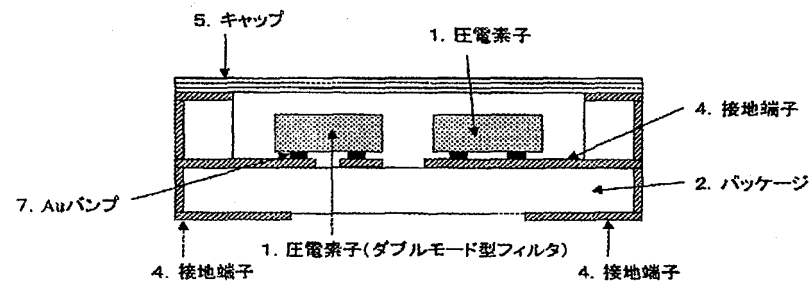 5. キャップ
1. 圧電素子
4. 接地端子
2. パッケージ
7. Auバンプ
1. 圧電素子(ダブルモード型フィルタ)
4. 接地端子
4. 接地端子